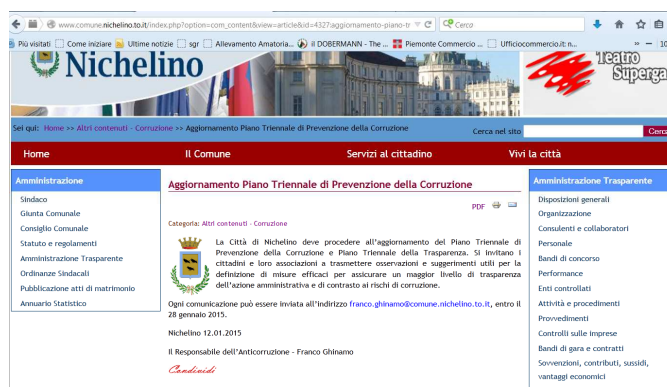 www.comune.nichelino.to.it/index.php?option=com_content&view=article&id=4327:aggiornamento-piano-tr
Cerca
Più visitati Come iniziare Ultime notizie sgr Allevamento Amatoria... il DOBERMANN - The ... Piemonte Commercio ... Ufficiocommercio.it: n...
Nichelino
Teatro
Superga
Sei qui: Home >> Altri contenuti - Corruzione >> Aggiornamento Piano Triennale di Prevenzione della Corruzione
Cerca nel sito
Cerca
Home Il Comune Servizi al cittadino Vivi la città
Amministrazione
Sindaco
Giunta Comunale
Consiglio Comunale
Statuto e regolamenti
Amministrazione Trasparente
Ordinanze Sindacali
Pubblicazione atti di matrimonio
Annuario Statistico
Aggiornamento Piano Triennale di Prevenzione della Corruzione
PDF
Categoria: Altri contenuti - Corruzione
La Città di Nichelino deve procedere all'aggiornamento del Piano Triennale di
Prevenzione della Corruzione e Piano Triennale della Trasparenza. Si invitano i
cittadini e loro associazioni a trasmettere osservazioni e suggerimenti utili per la
definizione di misure efficaci per assicurare un maggior livello di trasparenza
dell'azione amministrativa e di contrasto ai rischi di corruzione.
Ogni comunicazione può essere inviata all'indirizzo franco.ghinamo@comune.nichelino.to.it, entro il
28 gennaio 2015.
Nichelino 12.01.2015
Il Responsabile dell'Anticorruzione - Franco Ghinamo
Condividi
Amministrazione Trasparente
Disposizioni generali
Organizzazione
Consulenti e collaboratori
Personale
Bandi di concorso
Performance
Enti controllati
Attività e procedimenti
Provvedimenti
Controlli sulle imprese
Bandi di gara e contratti
Sovvenzioni, contributi, sussidi,
vantaggi economici